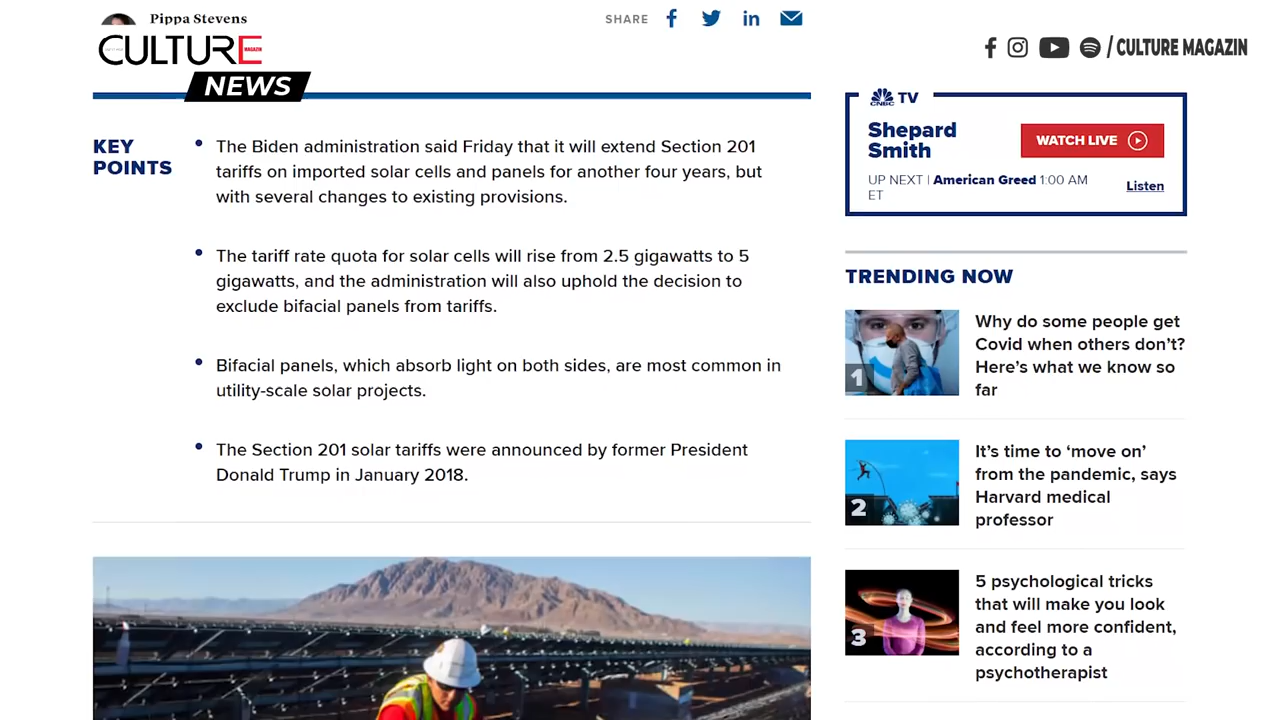 Pippa Stevens
SHARE
CULTURE
MAGAZIN
NEWS
/ CULTURE MAGAZIN
KEY
POINTS
The Biden administration said Friday that it will extend Section 201
tariffs on imported solar cells and panels for another four years, but
with several changes to existing provisions.
The tariff rate quota for solar cells will rise from 2.5 gigawatts to 5
gigawatts, and the administration will also uphold the decision to
exclude bifacial panels from tariffs.
Bifacial panels, which absorb light on both sides, are most common in
utility-scale solar projects.
The Section 201 solar tariffs were announced by former President
Donald Trump in January 2018.
CNBC TV
Shepard
Smith
WATCH LIVE
UP NEXT | American Greed 1:00 AM
ET
Listen
TRENDING NOW
1
Why do some people get
Covid when others don't?
Here's what we know so
far
2
It's time to ‘move on’
from the pandemic, says
Harvard medical
professor
3
5 psychological tricks
that will make you look
and feel more confident,
according to a
psychotherapist